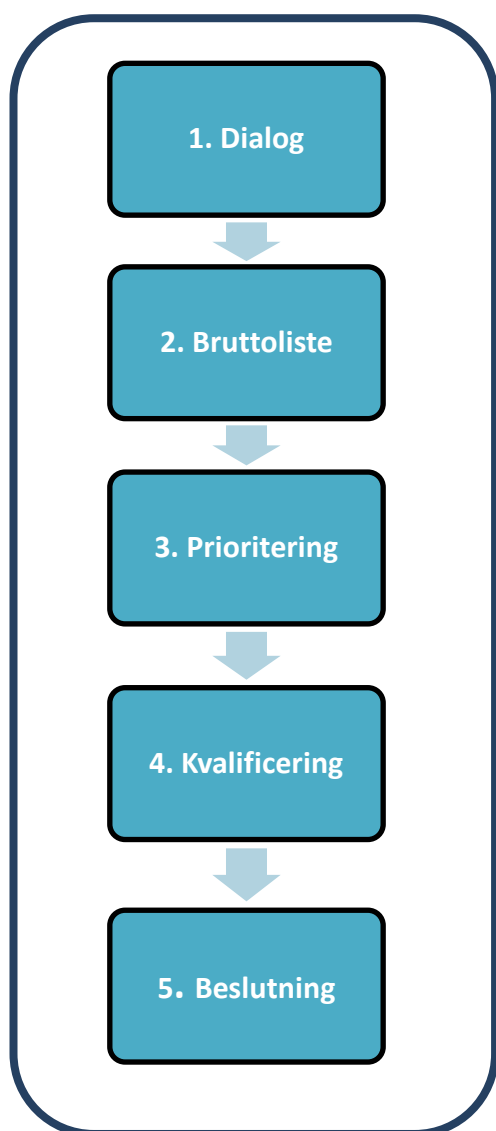 1. Dialog
2. Bruttoliste
3. Prioritering
4. Kvalificering
5. Beslutning